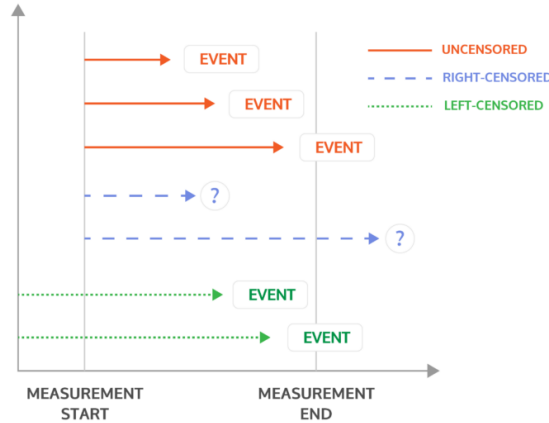 EVENT
UNCENSORED
RIGHT-CENSORED
EVENT
LEFT-CENSORED
EVENT
?
?
EVENT
EVENT
MEASUREMENT
START
MEASUREMENT
END